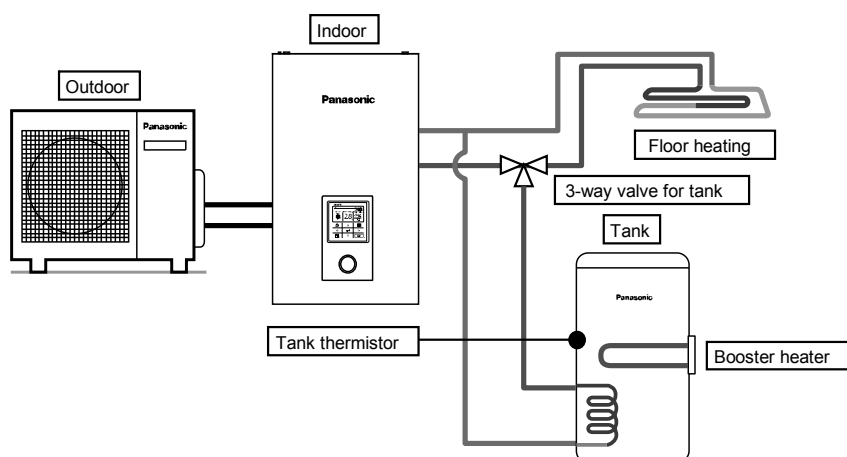 Indoor
Outdoor
Panasonic
Panasonic
Floor heating
3-way valve for tank
Tank
Panasonic
Tank thermistor
Booster heater